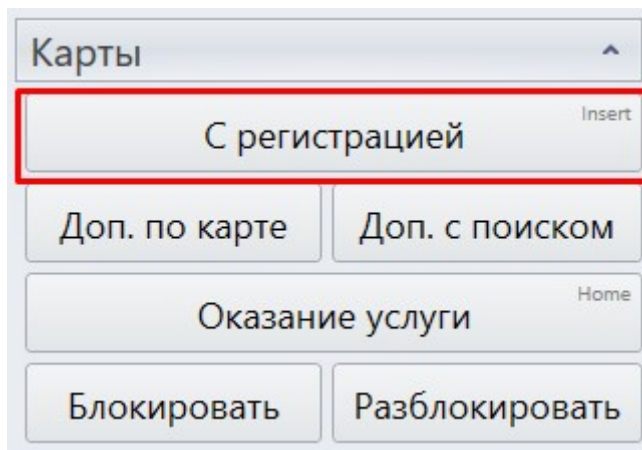 Карты
С регистрацией Insert
Доп. по карте Доп. с поиском
Оказание услуги Home
Блокировать Разблокировать